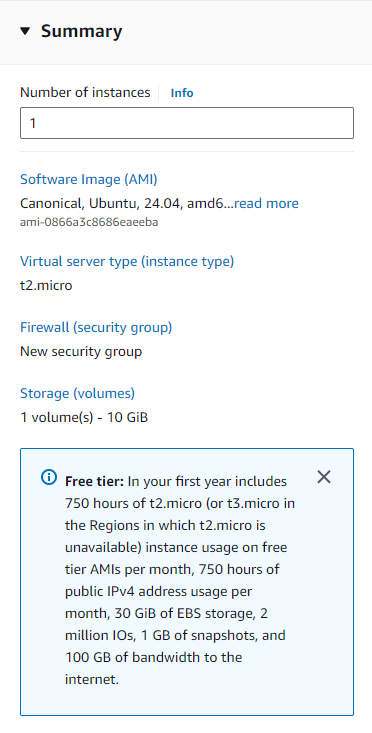 Summary
Number of instances Info
1
Software Image (AMI)
Canonical, Ubuntu, 24.04, amd6...read more
ami-0866a3c8686eaeeba
Virtual server type (instance type)
t2.micro
Firewall (security group)
New security group
Storage (volumes)
1 volume(s) - 10 GiB
Free tier: In your first year includes
750 hours of t2.micro (or t3.micro in
the Regions in which t2.micro is
unavailable) instance usage on free
tier AMIs per month, 750 hours of
public IPv4 address usage per
month, 30 GiB of EBS storage, 2
million IOs, 1 GB of snapshots, and
100 GB of bandwidth to the
internet.